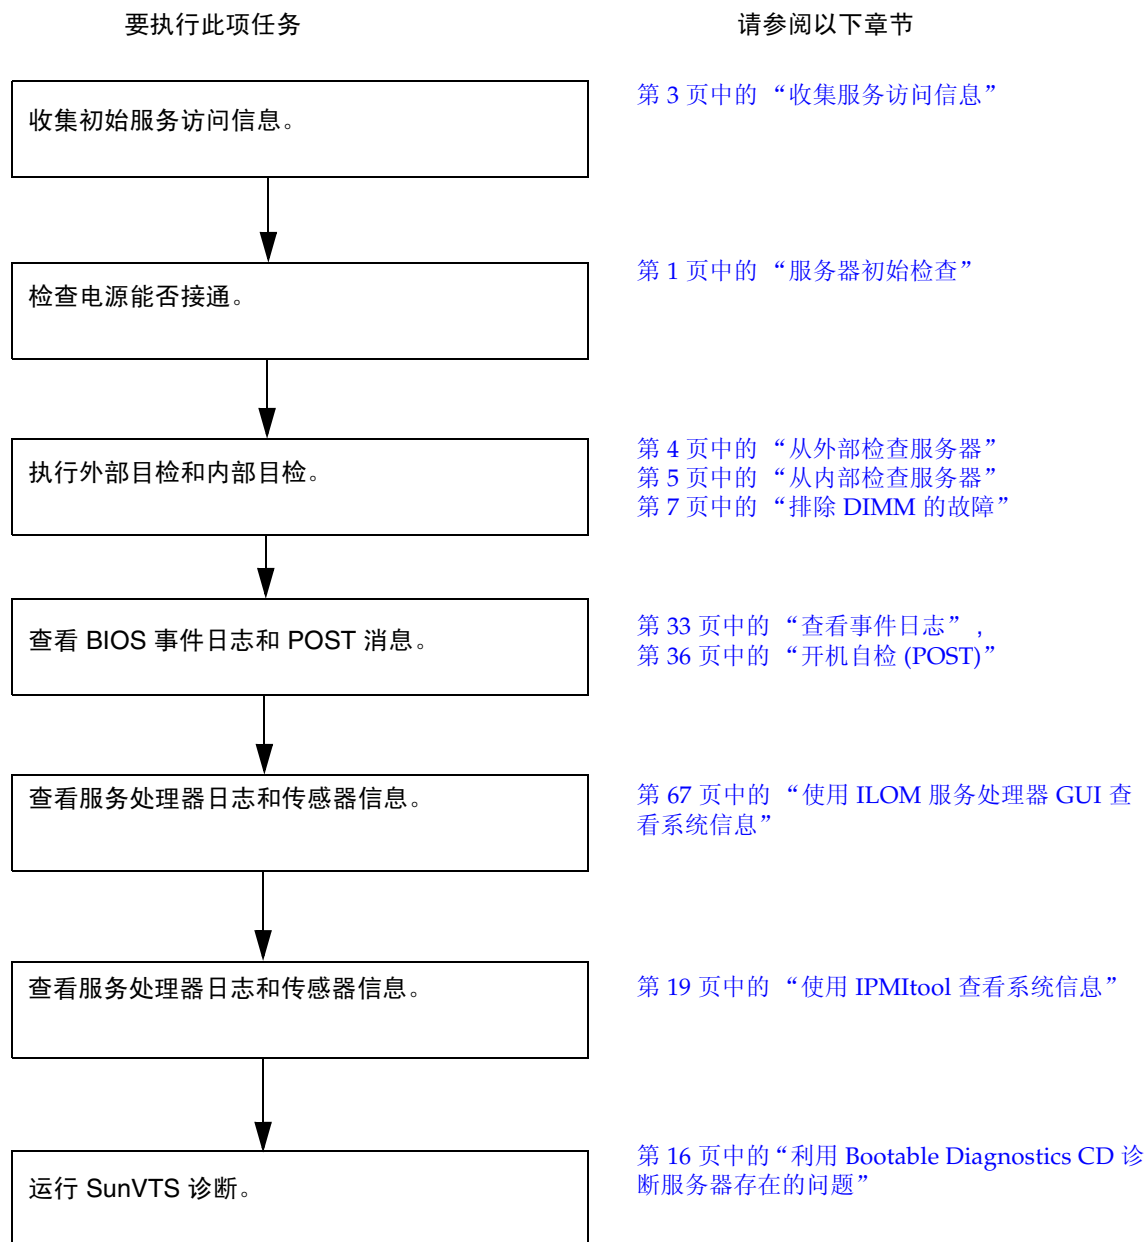 要执行此项任务
请参阅以下章节
收集初始服务访问信息。
第 3 页中的 “收集服务访问信息”
检查电源能否接通。
第 1 页中的 “服务器初始检查”
执行外部目检和内部目检。
第 4 页中的 “从外部检查服务器”
第 5 页中的 “从内部检查服务器”
第 7 页中的 “排除 DIMM 的故障”
查看 BIOS 事件日志和 POST 消息。
第 33 页中的 “查看事件日志” ，
第 36 页中的 “开机自检 (POST)”
查看服务处理器日志和传感器信息。
第 67 页中的 “使用 ILOM 服务处理器 GUI 查
看系统信息”
查看服务处理器日志和传感器信息。
第 19 页中的 “使用 IPMItool 查看系统信息”
运行 SunVTS 诊断。
第 16 页中的“利用 Bootable Diagnostics CD 诊
断服务器存在的问题”